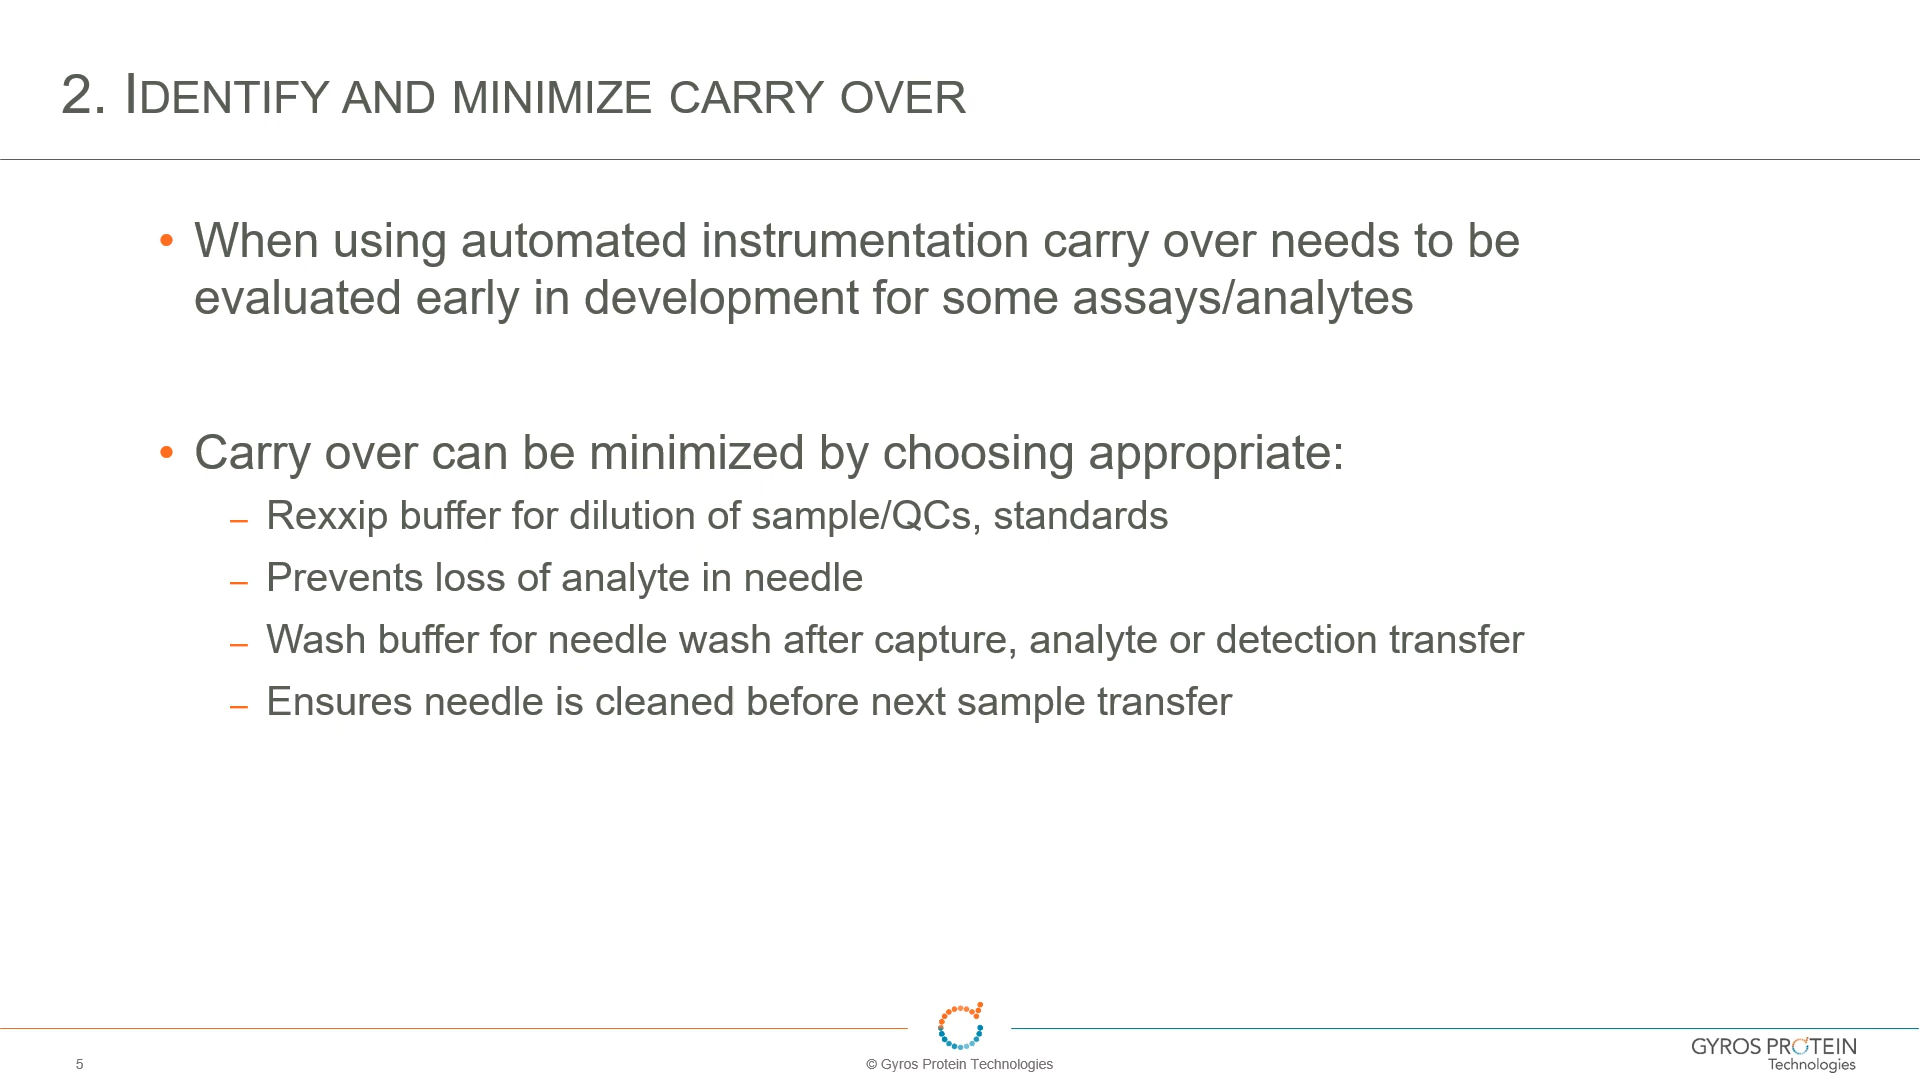 2. IDENTIFY AND MINIMIZE CARRY OVER
• When using automated instrumentation carry over needs to be
evaluated early in development for some assays/analytes
• Carry over can be minimized by choosing appropriate:
– Rexxip buffer for dilution of sample/QCs, standards
– Prevents loss of analyte in needle
– Wash buffer for needle wash after capture, analyte or detection transfer
– Ensures needle is cleaned before next sample transfer
5
© Gyros Protein Technologies
GYROS PROTEIN
Technologies